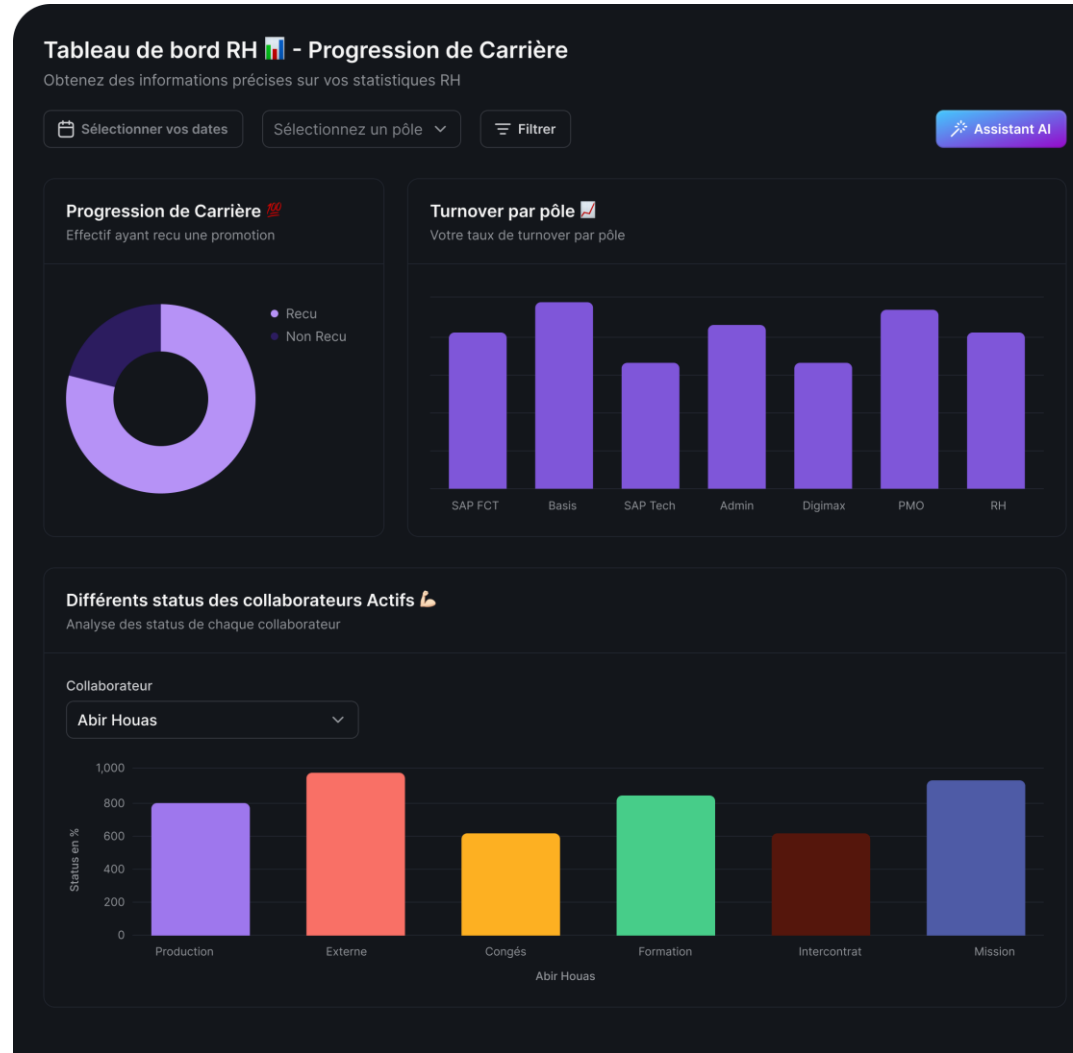 Tableau de bord RH 📊 - Progression de Carrière
Obtenez des informations précises sur vos statistiques RH
Sélectionner vos dates
Sélectionnez un pôle
Filtrer
Assistant AI
Progression de Carrière 💯
Effectif ayant recu une promotion
Recu
Non Recu
Turnover par pôle 📈
Votre taux de turnover par pôle
SAP FCT
Basis
SAP Tech
Admin
Digimax
PMO
RH
Différents status des collaborateurs Actifs 💪🏻
Analyse des status de chaque collaborateur
Collaborateur
Abir Houas
Status en %
1,000
800
600
400
200
0
Production
Externe
Congés
Formation
Intercontrat
Mission
Abir Houas